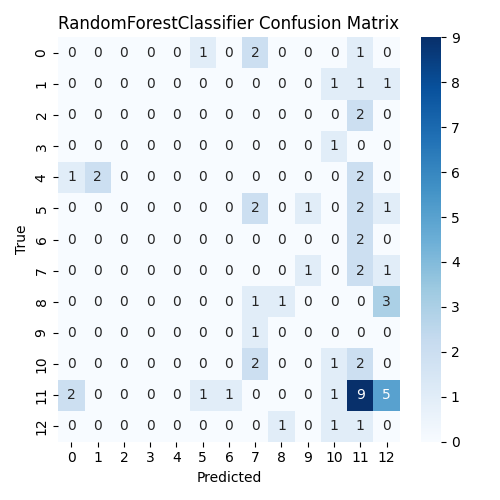 RandomForestClassifier Confusion Matrix
0 0 0 0 0 0 1 0 2 0 0 0 1 0
1 0 0 0 0 0 0 0 0 0 0 1 1 1
2 0 0 0 0 0 0 0 0 0 0 0 2 0
3 0 0 0 0 0 0 0 0 0 0 1 0 0
4 1 2 0 0 0 0 0 0 0 0 0 2 0
5 0 0 0 0 0 0 0 2 0 1 0 2 1
6 0 0 0 0 0 0 0 0 0 0 0 2 0
7 0 0 0 0 0 0 0 0 0 1 0 2 1
8 0 0 0 0 0 0 0 1 1 0 0 0 3
9 0 0 0 0 0 0 0 1 0 0 0 0 0
10 0 0 0 0 0 0 0 2 0 0 1 2 0
11 2 0 0 0 0 1 1 0 0 0 1 9 5
12 0 0 0 0 0 0 0 0 1 0 1 1 0
0 1 2 3 4 5 6 7 8 9 10 11 12
Predicted
True
9
8
7
6
5
4
3
2
1
0